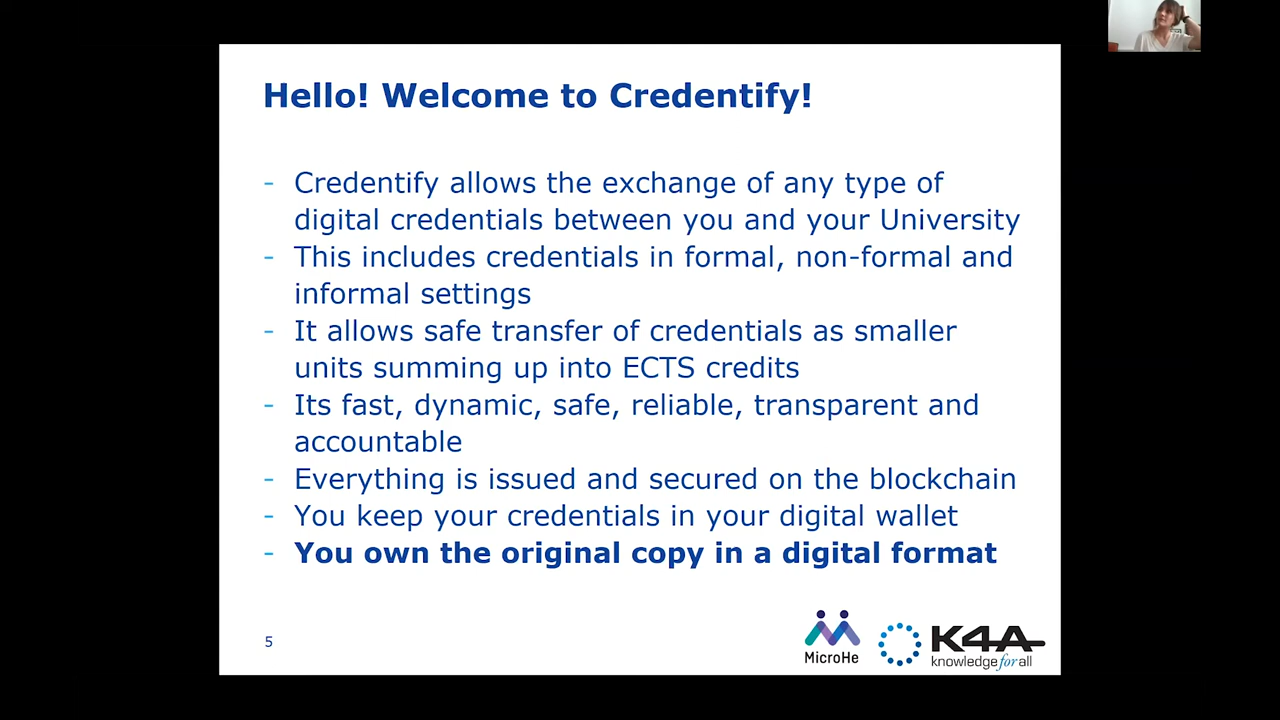 Hello! Welcome to Credentify!
- Credentify allows the exchange of any type of
digital credentials between you and your University
- This includes credentials in formal, non-formal and
informal settings
- It allows safe transfer of credentials as smaller
units summing up into ECTS credits
- Its fast, dynamic, safe, reliable, transparent and
accountable
- Everything is issued and secured on the blockchain
- You keep your credentials in your digital wallet
- You own the original copy in a digital format
5
MicroHe
K4A
knowledge for all